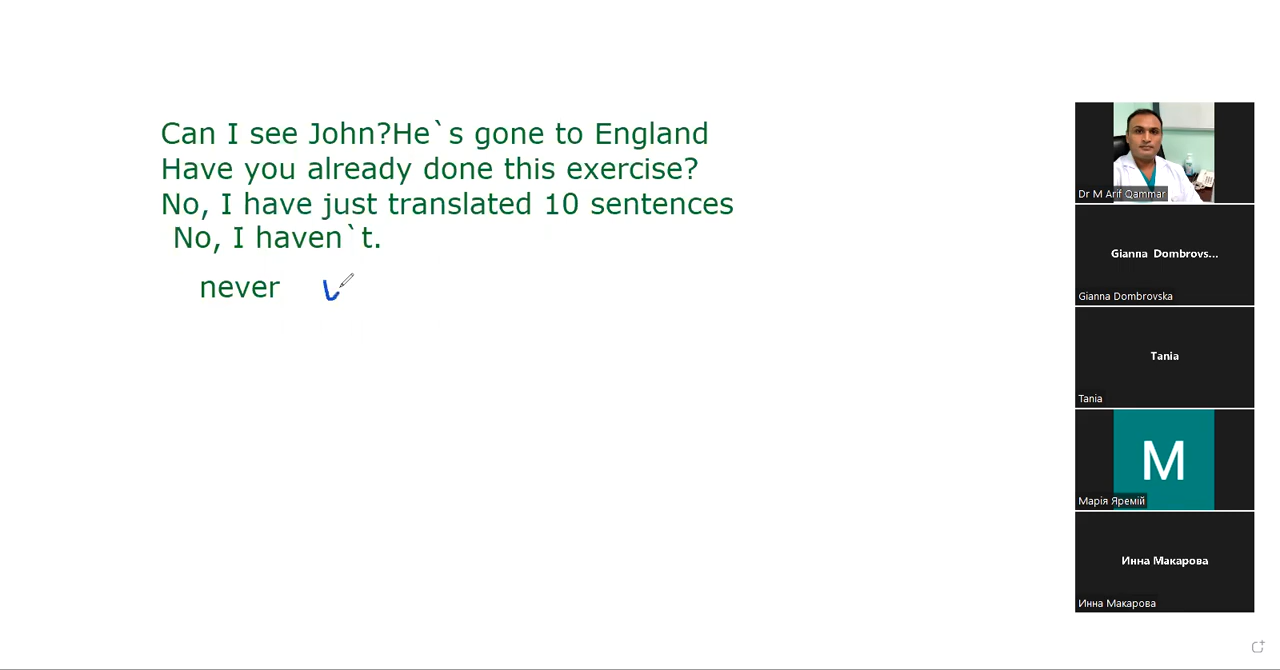 Can I see John?He`s gone to England
Have you already done this exercise?
No, I have just translated 10 sentences
No, I haven`t.
never
Dr M Arif Qammar
Gianna Dombrovs...
Gianna Dombrovska
Tania
Tania
M
Марія Яремій
Инна Макарова
Инна Макарова